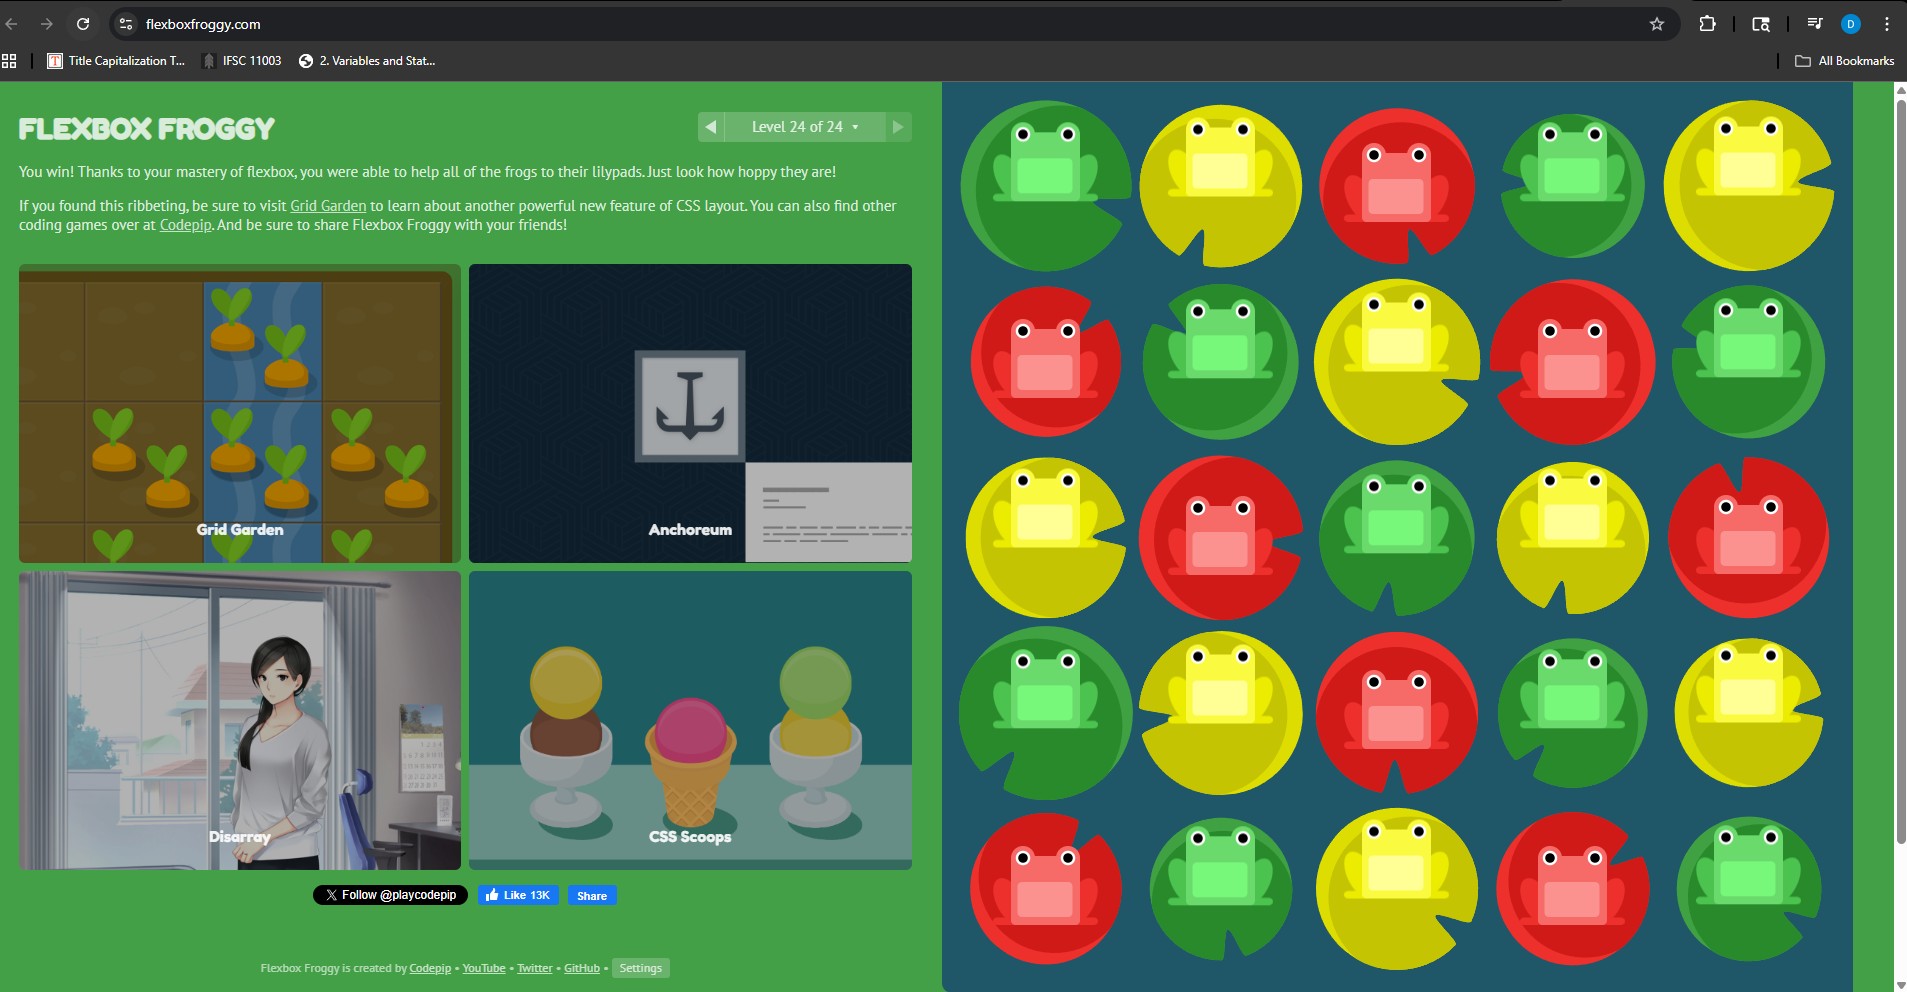 flexboxfroggy.com
D
Title Capitalization T...
IFSC 11003
2. Variables and Stat...
All Bookmarks
FLEXBOX FROGGY
Level 24 of 24
You win! Thanks to your mastery of flexbox, you were able to help all of the frogs to their lilypads. Just look how hoppy they are!
If you found this ribbeting, be sure to visit Grid Garden to learn about another powerful new feature of CSS layout. You can also find other
coding games over at Codepip. And be sure to share Flexbox Froggy with your friends!
Grid Garden
Anchoreum
Disarray
CSS Scoops
X Follow @playcodepip
Like 13K
Share
Flexbox Froggy is created by Codepip • YouTube • Twitter • GitHub • Settings